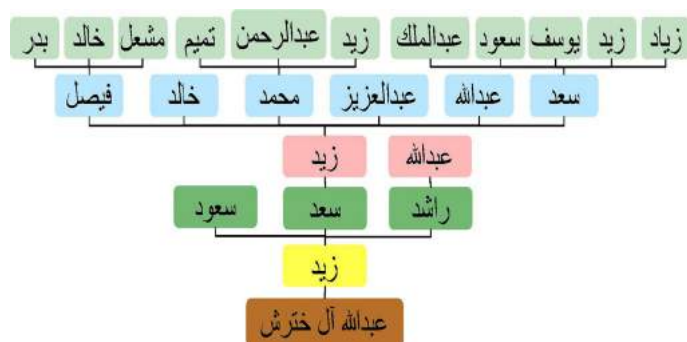 زياد زيد يوسف سعود عبدالملك زيد عبدالرحمن تميم مشعل خالد بدر
سعد عبدالله عبدالعزيز محمد خالد فيصل
عبدالله زيد
راشد سعد سعود
زيد
عبدالله آل خترش